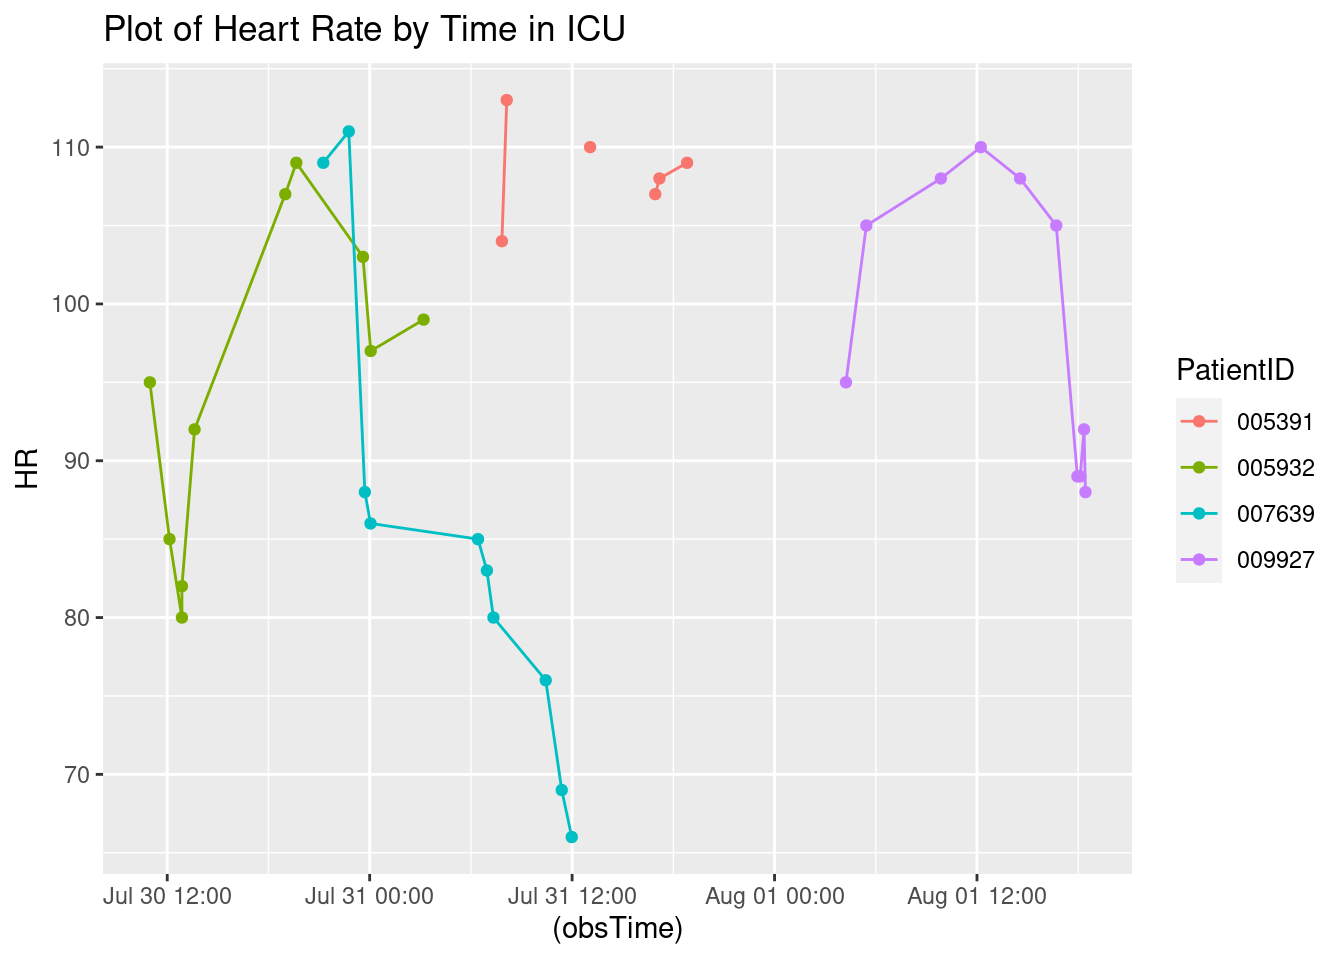 Plot of Heart Rate by Time in ICU
HR
110
100
90
80
70
Jul 30 12:00
Jul 31 00:00
Jul 31 12:00
Aug 01 00:00
Aug 01 12:00
(obsTime)
PatientID
005391
005932
007639
009927